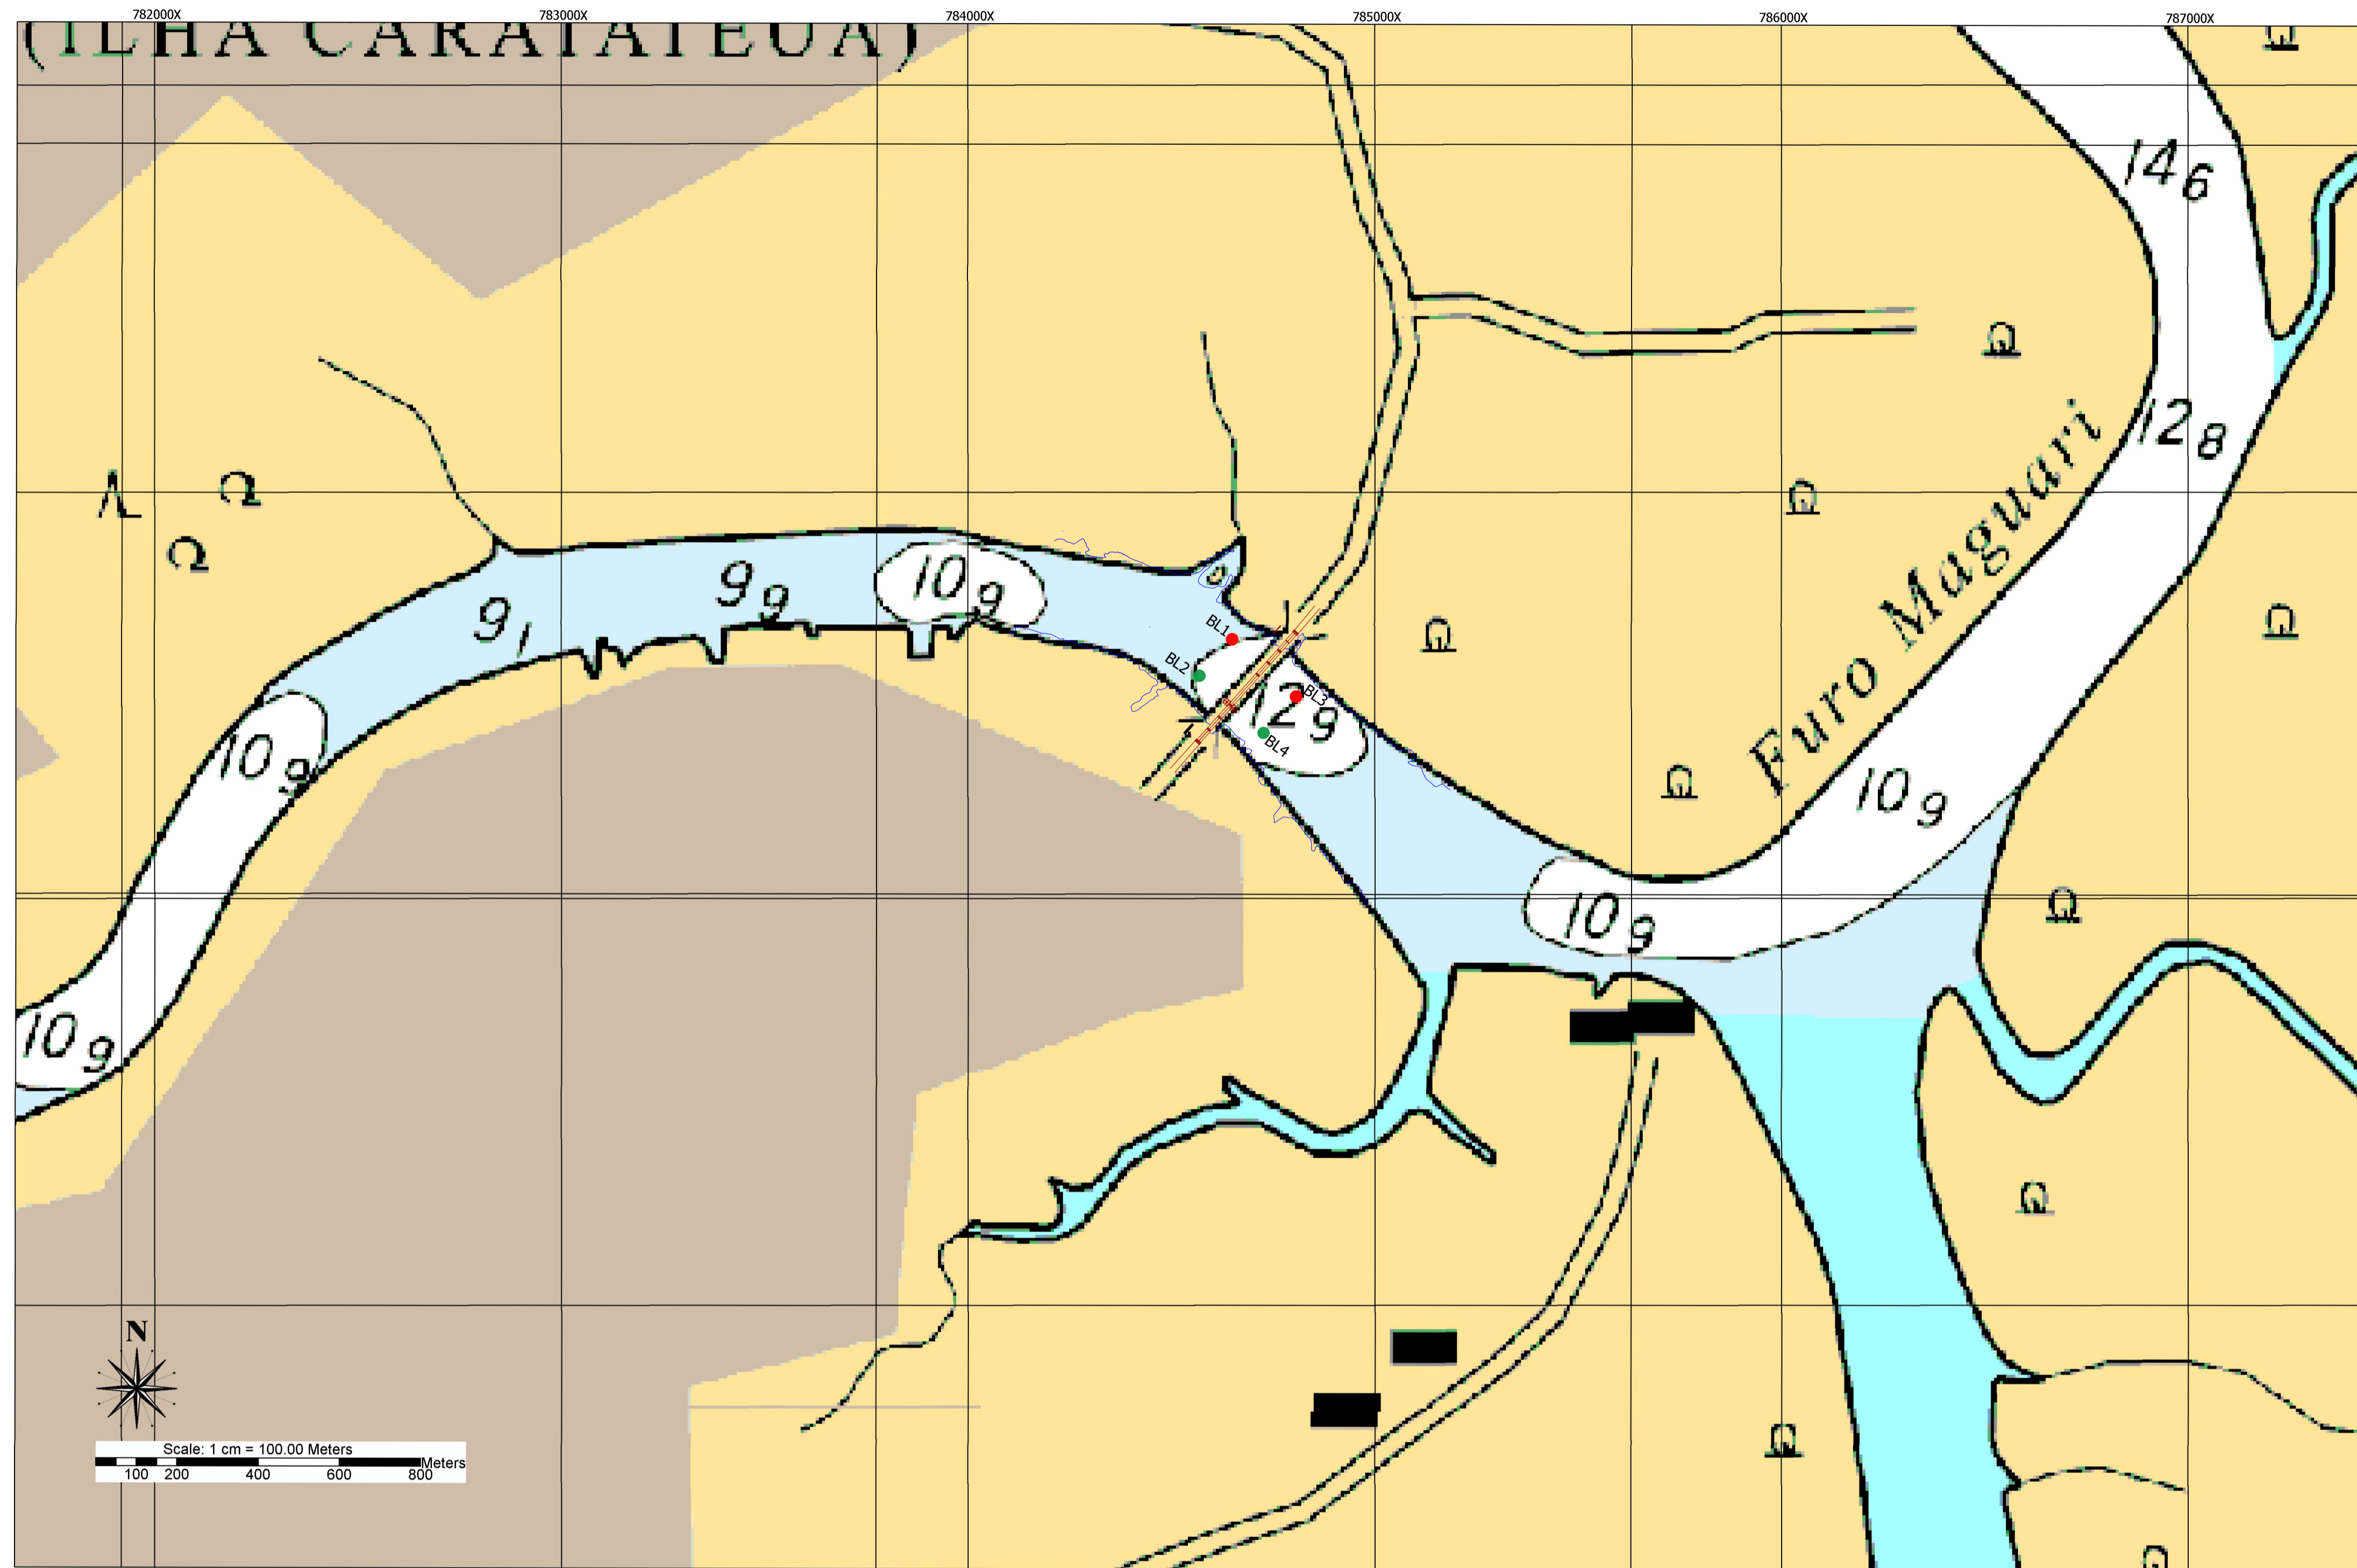 782000X 783000X 784000X 785000X 786000X 787000X
(ILHA CARATATEUA)
14 6
12 8
Furo Maguari
9 9
10 9
9 1
BL1
BL2
BL3
12 9
BL4
10 9
10 9
10 9
10 9
N
Scale: 1 cm = 100.00 Meters
Meters
100 200 400 600 800